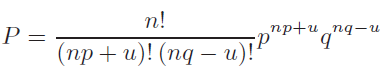 P = \frac{n!}{(np + u)! (nq − u)!} p^{np+u} q^{nq−u}